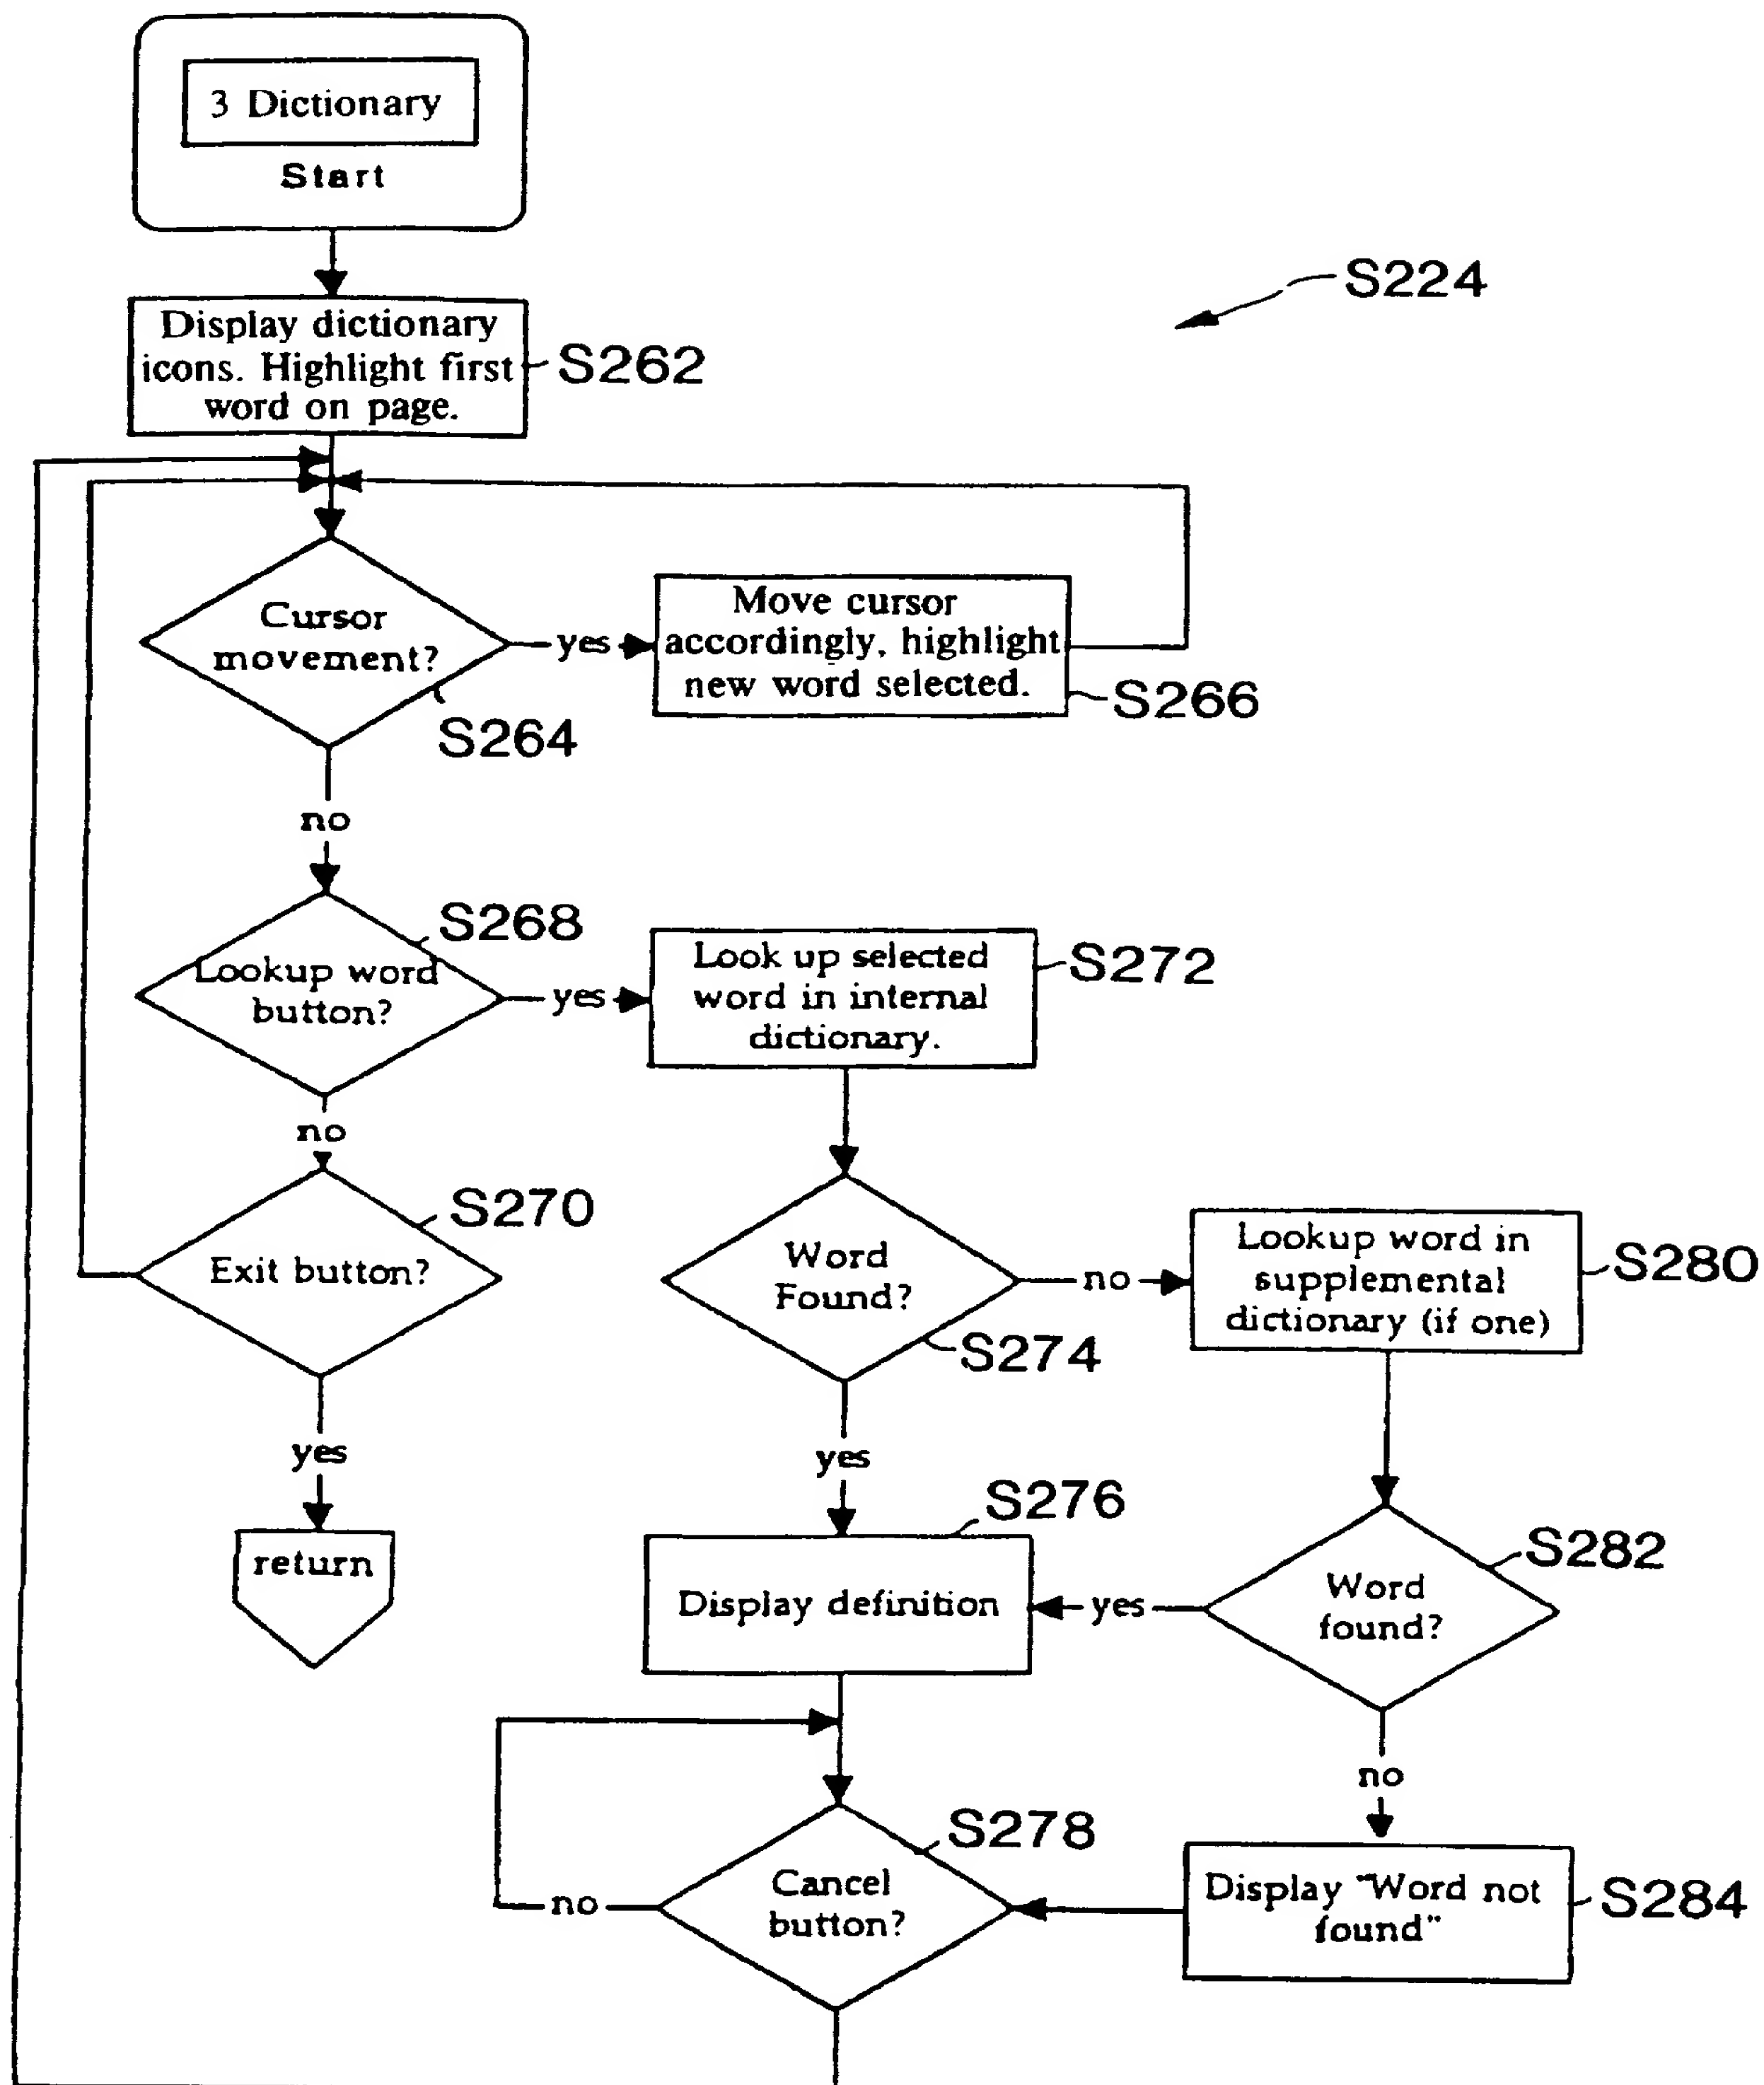 3 Dictionary
Start
S224
Display dictionary
icons. Highlight first
word on page.
S262
Cursor
movement?
S264
yes
Move cursor
accordingly, highlight
new word selected.
S266
no
S268
Lookup word
button?
yes
Look up selected
word in internal
dictionary.
S272
no
S270
Exit button?
Word
Found?
S274
no
Lookup word in
supplemental
dictionary (if one)
S280
yes
return
yes
S276
Display definition
yes
S282
Word
found?
no
S278
Cancel
button?
no
Display "Word not
found"
S284